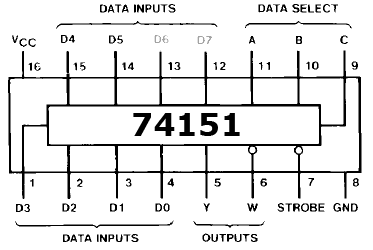 DATA INPUTS DATA SELECT
VCC D4 D5 D6 D7 A B C
16 15 14 13 12 11 10 9
74151
1 2 3 4 5 6 7 8
D3 D2 D1 D0 Y W STROBE GND
DATA INPUTS OUTPUTS